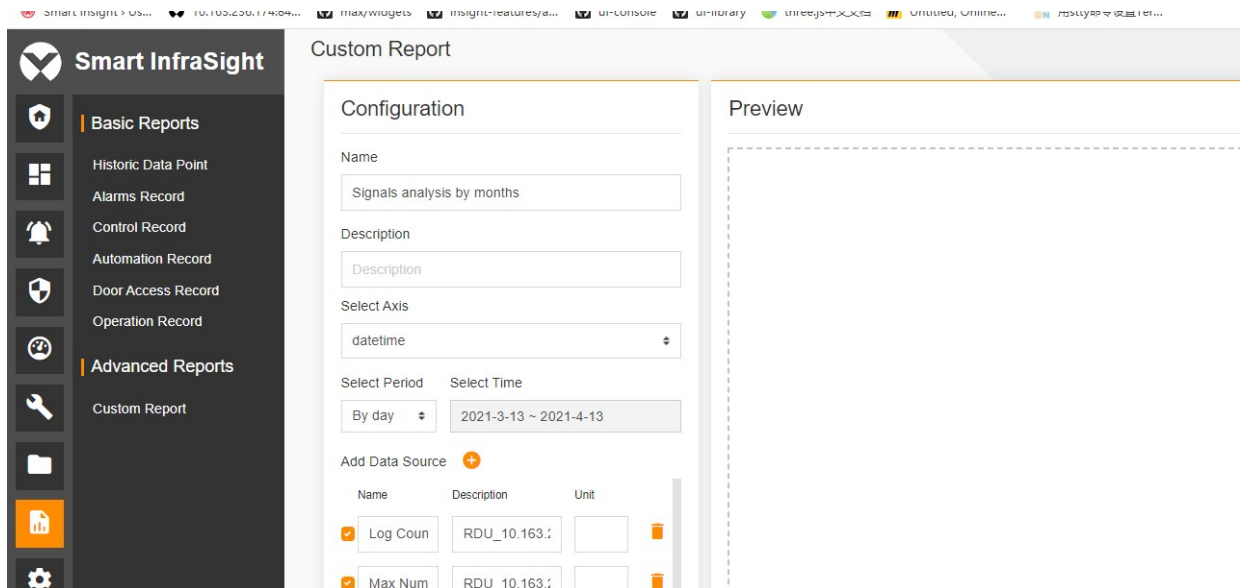 Smart InfraSight
Custom Report
Basic Reports
Historic Data Point
Alarms Record
Control Record
Automation Record
Door Access Record
Operation Record
Advanced Reports
Custom Report
Configuration
Name
Signals analysis by months
Description
Description
Select Axis
datetime
Select Period Select Time
By day 2021-3-13 ~ 2021-4-13
Add Data Source
Name Description Unit
Log Coun RDU_10.163.2
Max Num RDU_10.163.2
Preview